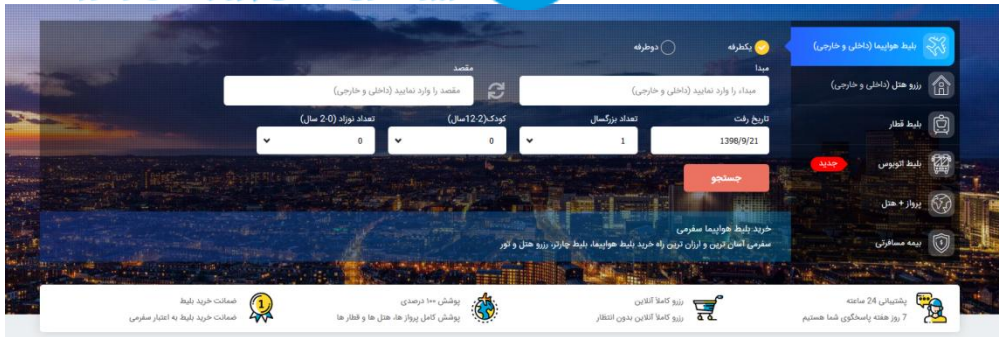 بلیط هواپیما (داخلی و خارجی)
رزرو هتل (داخلی و خارجی)
بلیط قطار
بلیط اتوبوس جدید
پرواز + هتل
بیمه مسافرتی
یکطرفه دوطرفه
مبدا مقصد
مبداء را وارد نمایید (داخلی و خارجی) مقصد را وارد نمایید (داخلی و خارجی)
تاریخ رفت تعداد بزرگسال کودک(2-12سال) تعداد نوزاد (0-2 سال)
1398/9/21 1 0 0
جستجو
خرید بلیط هواپیما سفرمی
سفرمی آسان ترین و ارزان ترین راه خرید بلیط هواپیما، بلیط چارتر، رزرو هتل و تور
پشتیبانی 24 ساعته
7 روز هفته پاسخگوی شما هستیم
رزرو کاملاً آنلاین
رزرو کاملاً آنلاین بدون انتظار
پوشش ۱۰۰ درصدی
پوشش کامل پرواز ها، هتل ها و قطار ها
ضمانت خرید بلیط
ضمانت خرید بلیط به اعتبار سفرمی